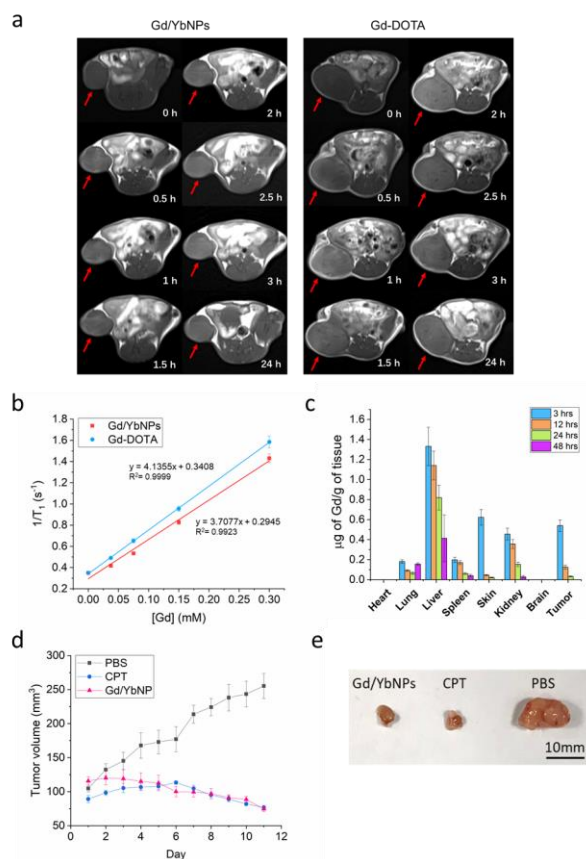 a
Gd/YbNPs
Gd-DOTA
0 h
2 h
0 h
2 h
0.5 h
2.5 h
0.5 h
2.5 h
1 h
3 h
1 h
3 h
1.5 h
24 h
1.5 h
24 h
b
Gd/YbNPs
Gd-DOTA
y = 4.1355x + 0.3408
R²= 0.9999
y = 3.7077x + 0.2945
R²= 0.9923
1.8
1.6
1.4
1.2
1.0
0.8
0.6
0.4
0.2
1/T₁ (s⁻¹)
0.00
0.05
0.10
0.15
0.20
0.25
0.30
[Gd] (mM)
c
3 hrs
12 hrs
24 hrs
48 hrs
1.6
1.4
1.2
1.0
0.8
0.6
0.4
0.2
0.0
µg of Gd/g of tissue
Heart
Lung
Liver
Spleen
Skin
Kidney
Brain
Tumor
d
PBS
CPT
Gd/YbNP
300
250
200
150
100
50
0
Tumor volume (mm³)
0
2
4
6
8
10
12
Day
e
Gd/YbNPs
CPT
PBS
10mm